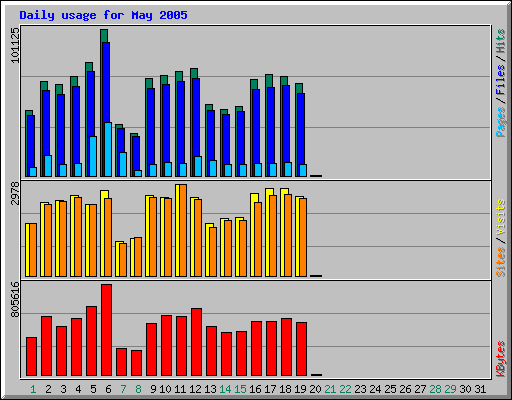 Daily usage for May 2005
101125
Pages / Files / Hits
2978
Sites / Visits
805616
KBytes
1 2 3 4 5 6 7 8 9 10 11 12 13 14 15 16 17 18 19 20 21 22 23 24 25 26 27 28 29 30 31